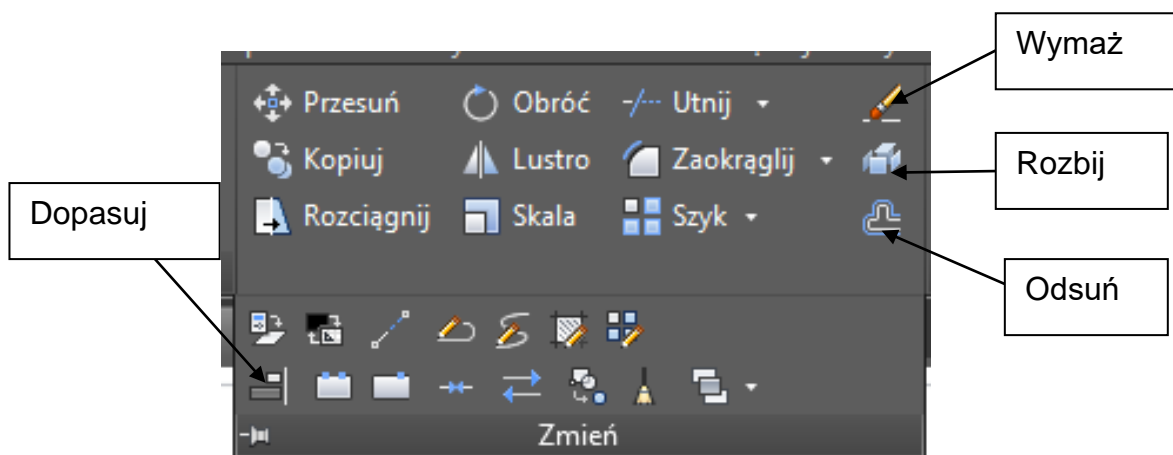 Wymaż
Przesuń Obróć Utnij
Kopiuj Lustro Zaokrąglij
Rozbij
Dopasuj
Rozciągnij Skala Szyk
Odsuń
Zmień